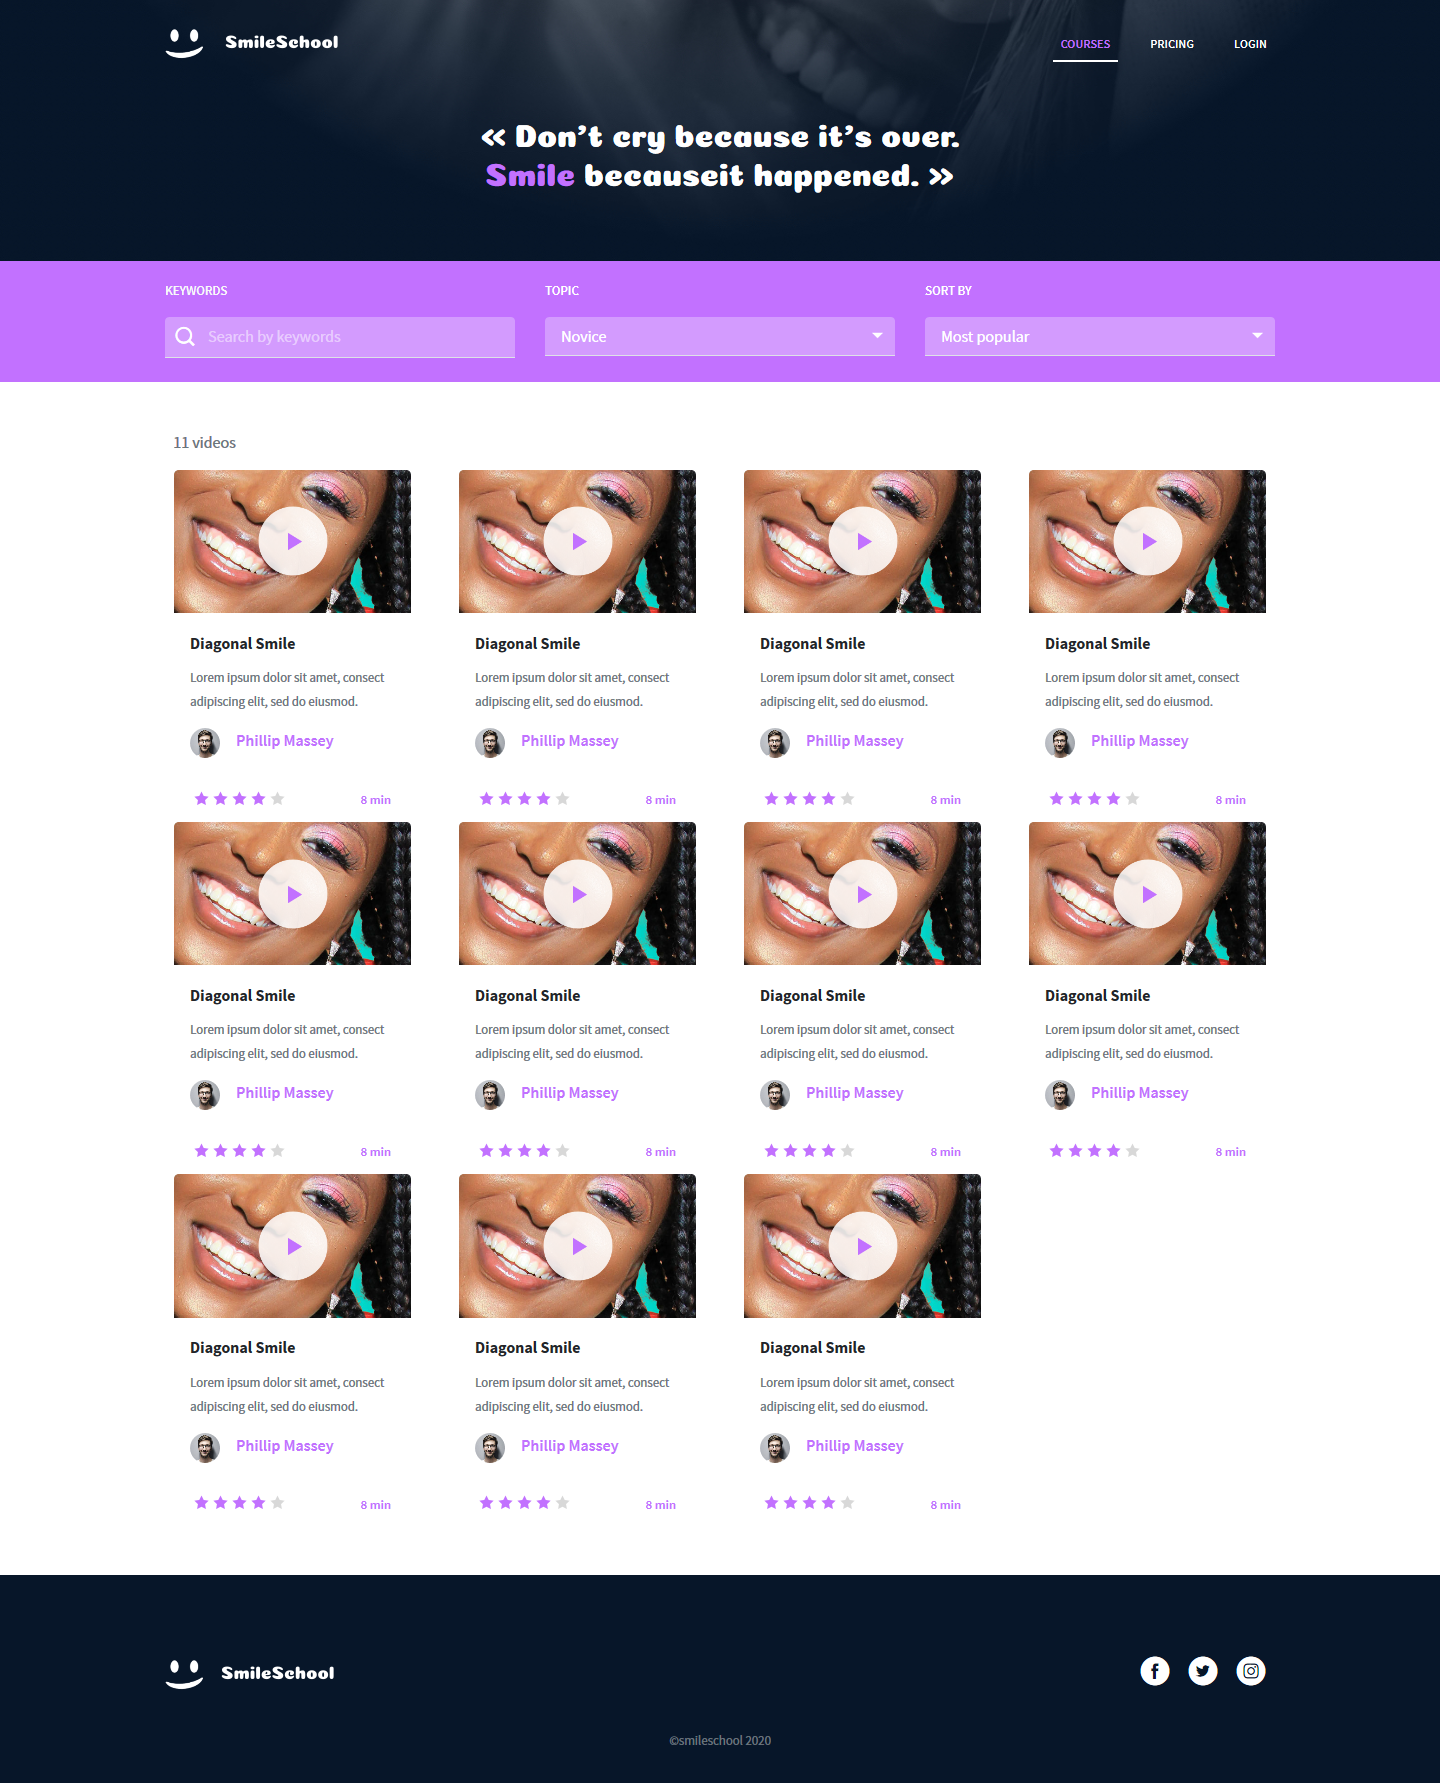 SmileSchool
COURSES
PRICING
LOGIN
« Don't cry because it's over.
Smile becauseit happened. »
KEYWORDS
TOPIC
SORT BY
Search by keywords
Novice
Most popular
11 videos
Diagonal Smile
Lorem ipsum dolor sit amet, consect
adipiscing elit, sed do eiusmod.
Phillip Massey
8 min
Diagonal Smile
Lorem ipsum dolor sit amet, consect
adipiscing elit, sed do eiusmod.
Phillip Massey
8 min
Diagonal Smile
Lorem ipsum dolor sit amet, consect
adipiscing elit, sed do eiusmod.
Phillip Massey
8 min
Diagonal Smile
Lorem ipsum dolor sit amet, consect
adipiscing elit, sed do eiusmod.
Phillip Massey
8 min
Diagonal Smile
Lorem ipsum dolor sit amet, consect
adipiscing elit, sed do eiusmod.
Phillip Massey
8 min
Diagonal Smile
Lorem ipsum dolor sit amet, consect
adipiscing elit, sed do eiusmod.
Phillip Massey
8 min
Diagonal Smile
Lorem ipsum dolor sit amet, consect
adipiscing elit, sed do eiusmod.
Phillip Massey
8 min
Diagonal Smile
Lorem ipsum dolor sit amet, consect
adipiscing elit, sed do eiusmod.
Phillip Massey
8 min
Diagonal Smile
Lorem ipsum dolor sit amet, consect
adipiscing elit, sed do eiusmod.
Phillip Massey
8 min
Diagonal Smile
Lorem ipsum dolor sit amet, consect
adipiscing elit, sed do eiusmod.
Phillip Massey
8 min
Diagonal Smile
Lorem ipsum dolor sit amet, consect
adipiscing elit, sed do eiusmod.
Phillip Massey
8 min
SmileSchool
©smileschool 2020